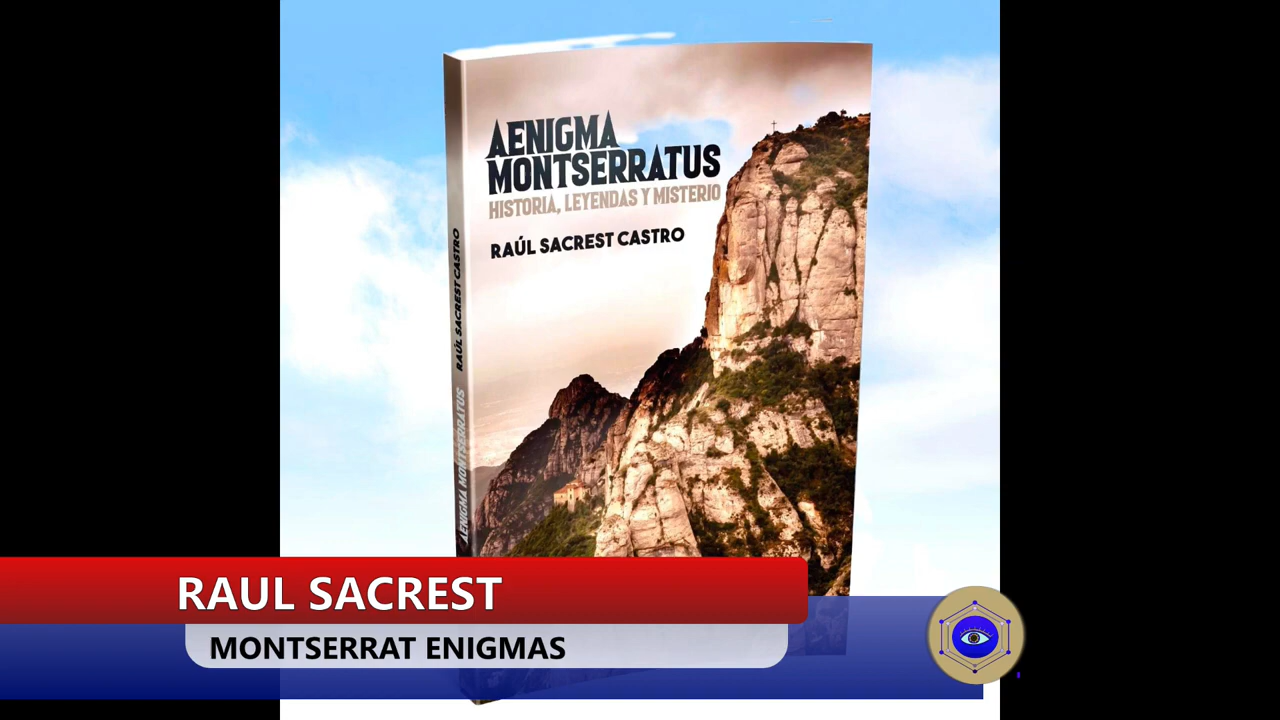 AENIGMA
MONTSERRATUS
HISTORIA, LEYENDAS Y MISTERIO
RAÚL SACREST CASTRO
AENIGMA MONTSERRATUS RAÚL SACREST CASTRO
RAUL SACREST
MONTSERRAT ENIGMAS